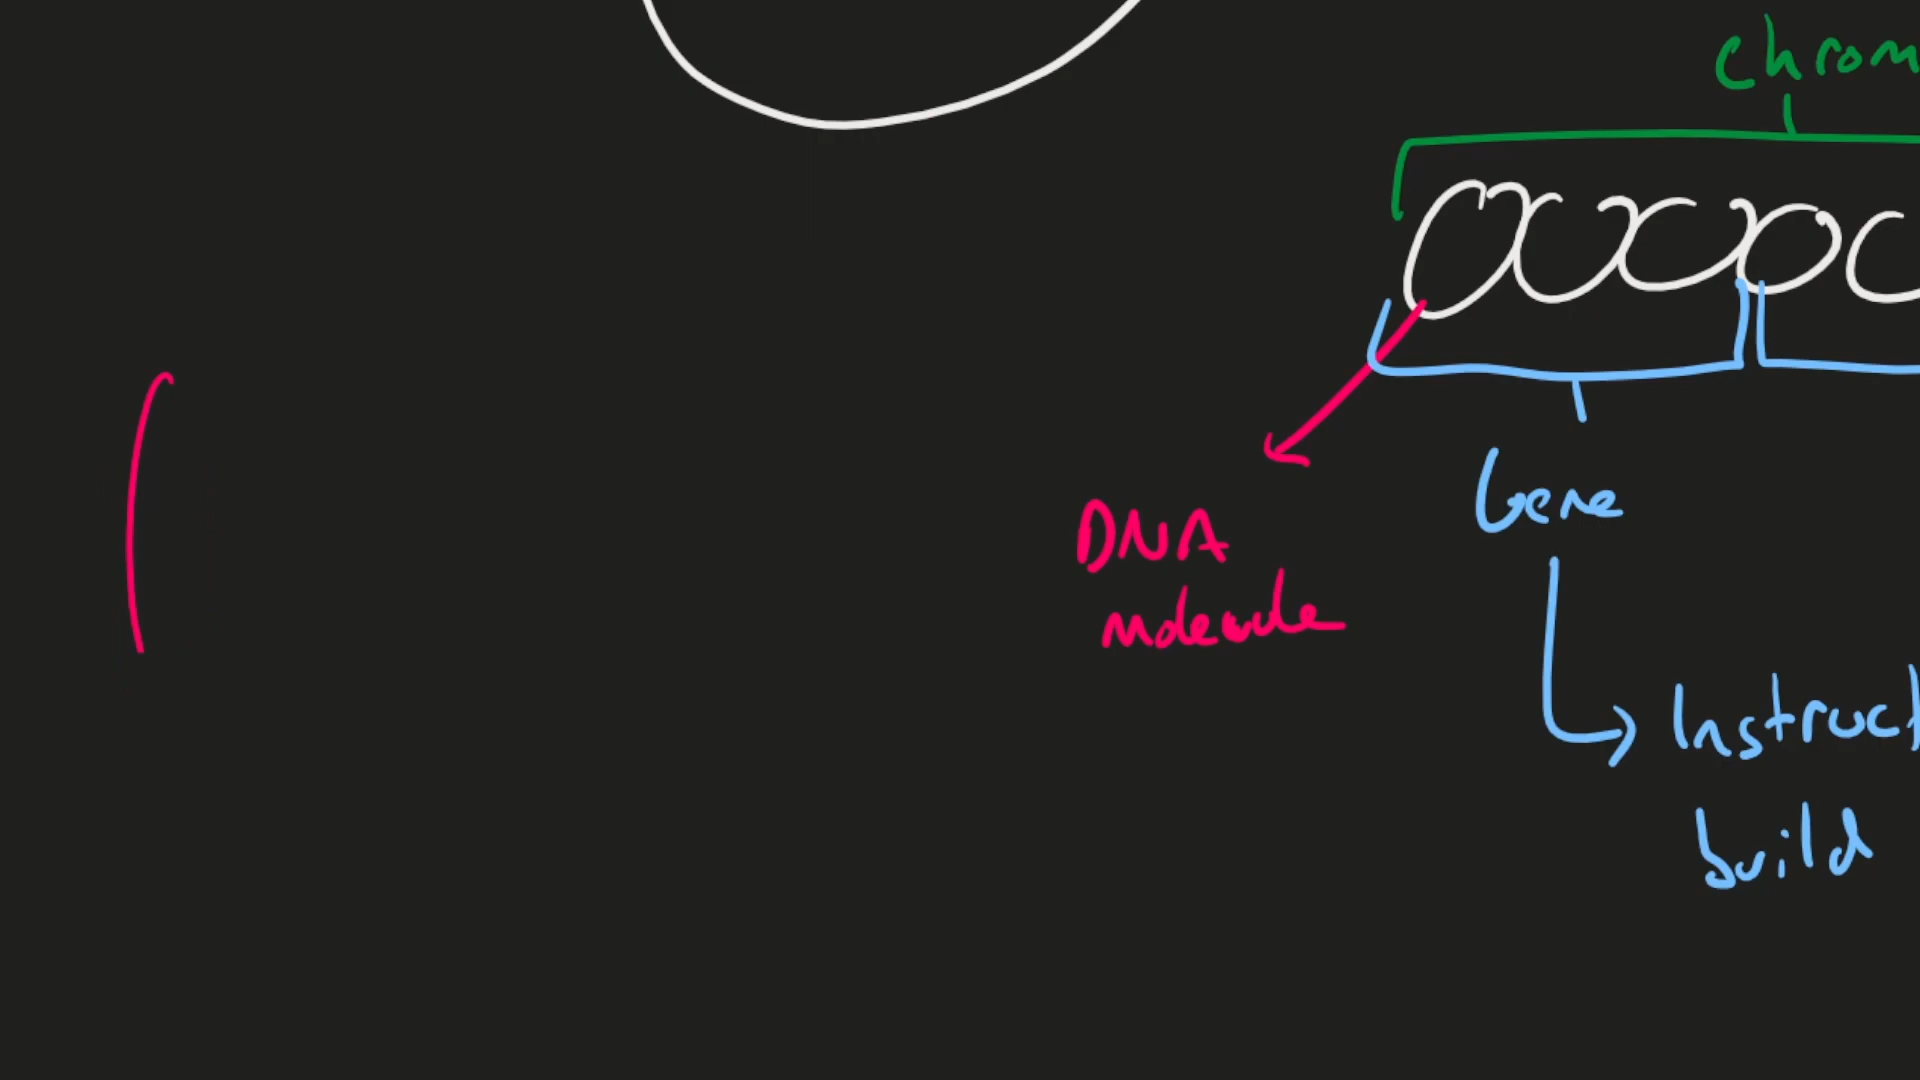 chrom
DNA
molecule
Gene
Instruct
build